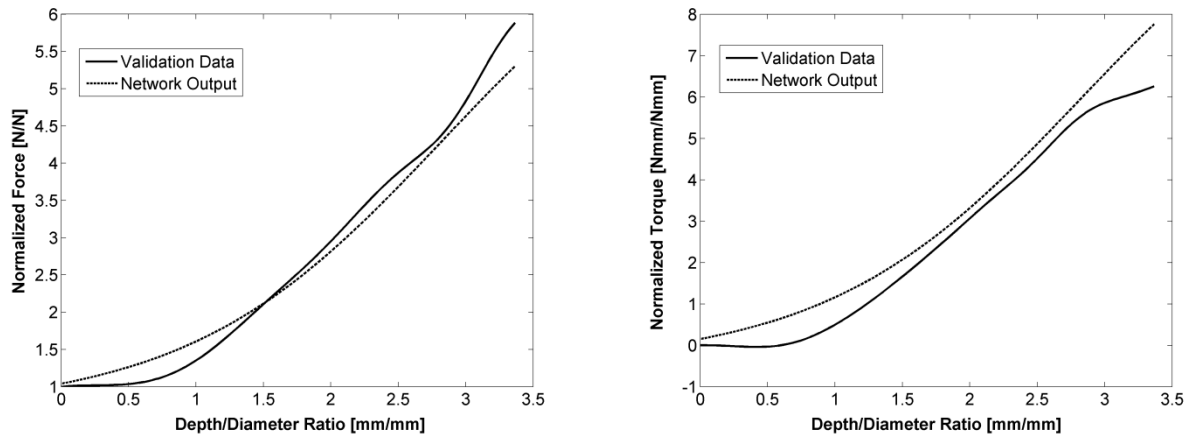 6
5.5
5
4.5
4
3.5
3
2.5
2
1.5
1
Normalized Force [N/N]
Validation Data
Network Output
0 0.5 1 1.5 2 2.5 3 3.5
Depth/Diameter Ratio [mm/mm]
8
7
6
5
4
3
2
1
0
-1
Normalized Torque [Nmm/Nmm]
Validation Data
Network Output
0 0.5 1 1.5 2 2.5 3 3.5
Depth/Diameter Ratio [mm/mm]